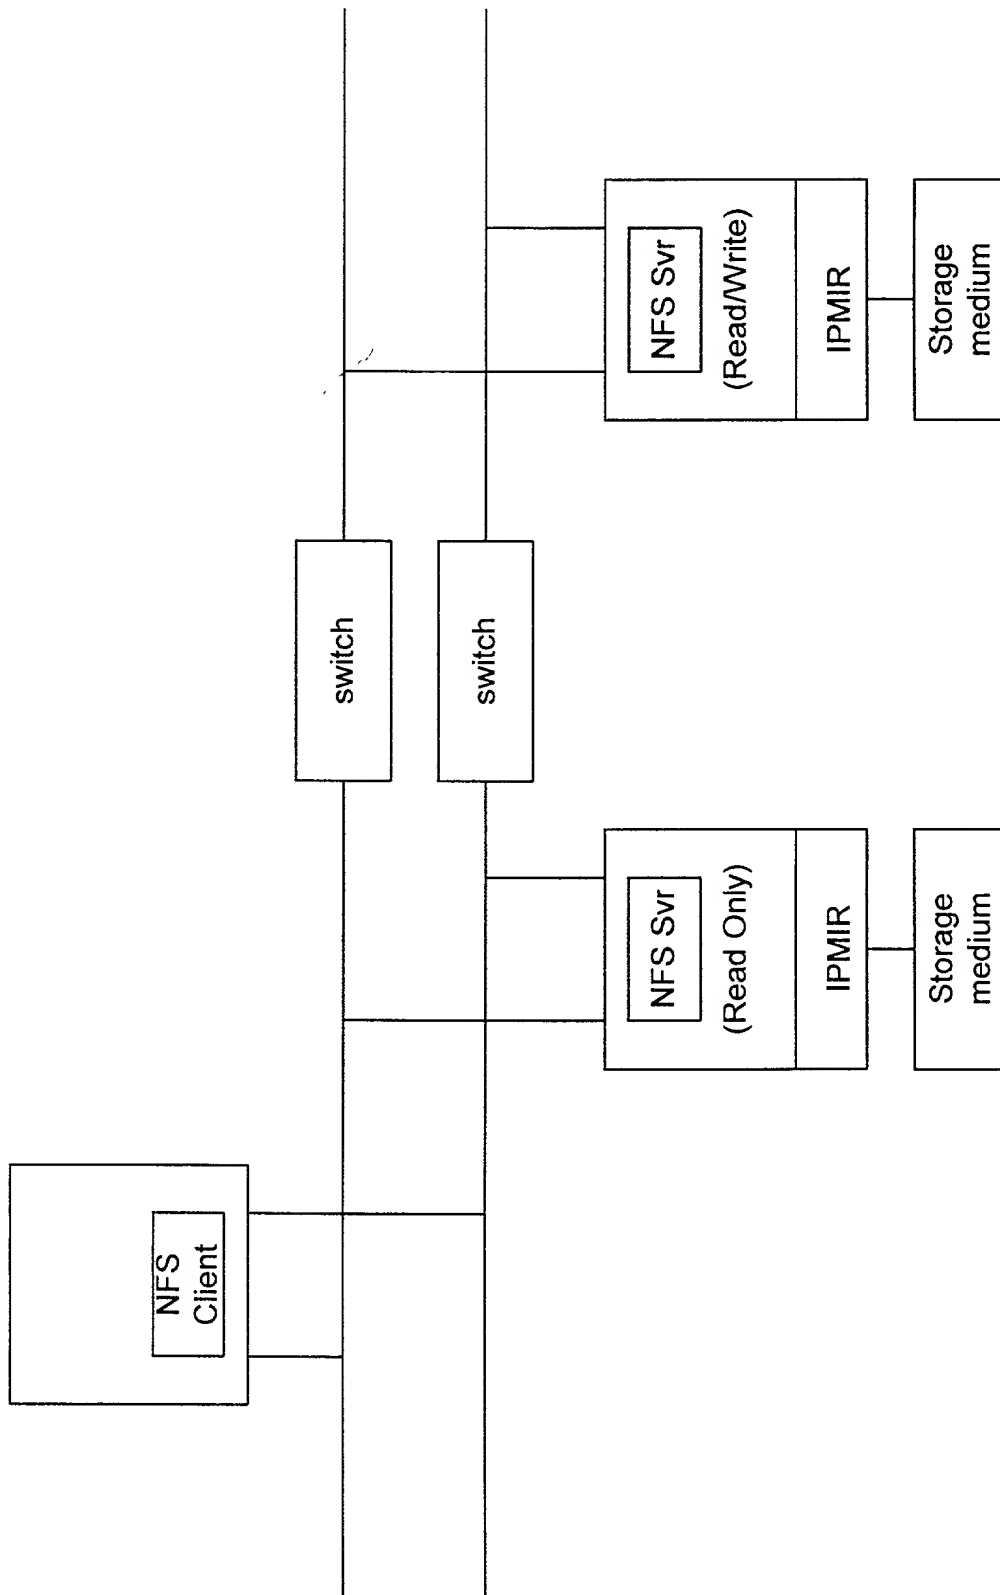 NFS
Client
switch
switch
NFS Svr
(Read Only)
IPMIR
Storage
medium
NFS Svr
(Read/Write)
IPMIR
Storage
medium